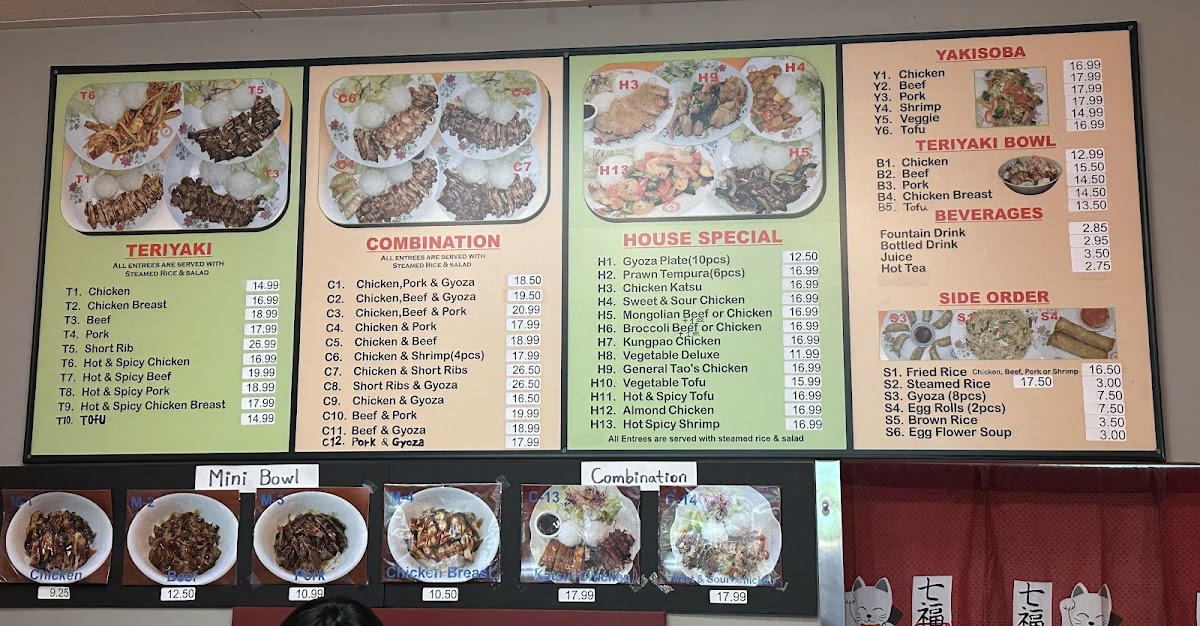 T6
T5
T1
T3
TERIYAKI
ALL ENTREES ARE SERVED WITH
STEAMED RICE & SALAD
T1. Chicken 14.99
T2. Chicken Breast 16.99
T3. Beef 18.99
T4. Pork 17.99
T5. Short Rib 26.99
T6. Hot & Spicy Chicken 16.99
T7. Hot & Spicy Beef 19.99
T8. Hot & Spicy Pork 18.99
T9. Hot & Spicy Chicken Breast 17.99
T10. TOFU 14.99
C6
C4
C7
COMBINATION
ALL ENTREES ARE SERVED WITH
STEAMED RICE & SALAD
C1. Chicken,Pork & Gyoza 18.50
C2. Chicken,Beef & Gyoza 19.50
C3. Chicken,Beef & Pork 20.99
C4. Chicken & Pork 17.99
C5. Chicken & Beef 18.99
C6. Chicken & Shrimp(4pcs) 17.99
C7. Chicken & Short Ribs 26.50
C8. Short Ribs & Gyoza 26.50
C9. Chicken & Gyoza 16.50
C10. Beef & Pork 19.99
C11. Beef & Gyoza 18.99
C12. Pork & Gyoza 17.99
H3
H9
H4
H13
H5
HOUSE SPECIAL
H1. Gyoza Plate(10pcs) 12.50
H2. Prawn Tempura(6pcs) 16.99
H3. Chicken Katsu 16.99
H4. Sweet & Sour Chicken 16.99
H5. Mongolian Beef or Chicken 16.99
H6. Broccoli Beef or Chicken 16.99
H7. Kungpao Chicken 16.99
H8. Vegetable Deluxe 11.99
H9. General Tao's Chicken 16.99
H10. Vegetable Tofu 15.99
H11. Hot & Spicy Tofu 16.99
H12. Almond Chicken 16.99
H13. Hot Spicy Shrimp 16.99
All Entrees are served with steamed rice & salad
YAKISOBA
Y1. Chicken 16.99
Y2. Beef 17.99
Y3. Pork 17.99
Y4. Shrimp 17.99
Y5. Veggie 14.99
Y6. Tofu 16.99
TERIYAKI BOWL
B1. Chicken 12.99
B2. Beef 15.50
B3. Pork 14.50
B4. Chicken Breast 14.50
B5. Tofu 13.50
BEVERAGES
Fountain Drink 2.85
Bottled Drink 2.95
Juice 3.50
Hot Tea 2.75
SIDE ORDER
S3
S1
S4
S1. Fried Rice Chicken, Beef, Pork or Shrimp 16.50
S2. Steamed Rice 17.50 3.00
S3. Gyoza (8pcs) 7.50
S4. Egg Rolls (2pcs) 7.50
S5. Brown Rice 3.50
S6. Egg Flower Soup 3.00
Mini Bowl
M-1
Chicken
9.25
M-2
Beef
12.50
M-3
Pork
10.99
M-4
Chicken Breast
10.50
Combination
C-13
Katsu Chicken
17.99
C-14
Sweet & Sour Chicken
17.99
七福
七福